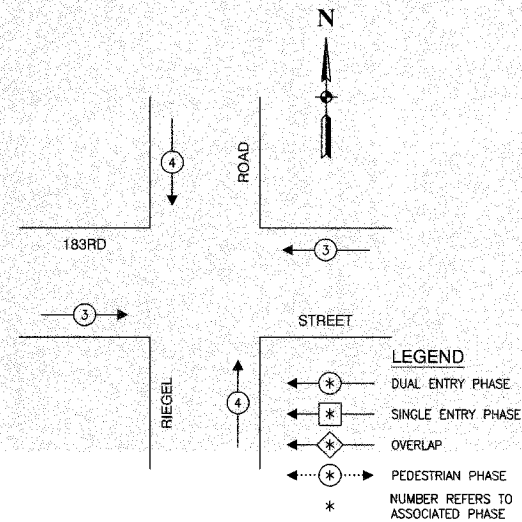 N
4
ROAD
183RD
3
3
STREET
RIEGEL
4
LEGEND
* DUAL ENTRY PHASE
* SINGLE ENTRY PHASE
* OVERLAP
* PEDESTRIAN PHASE
* NUMBER REFERS TO
ASSOCIATED PHASE